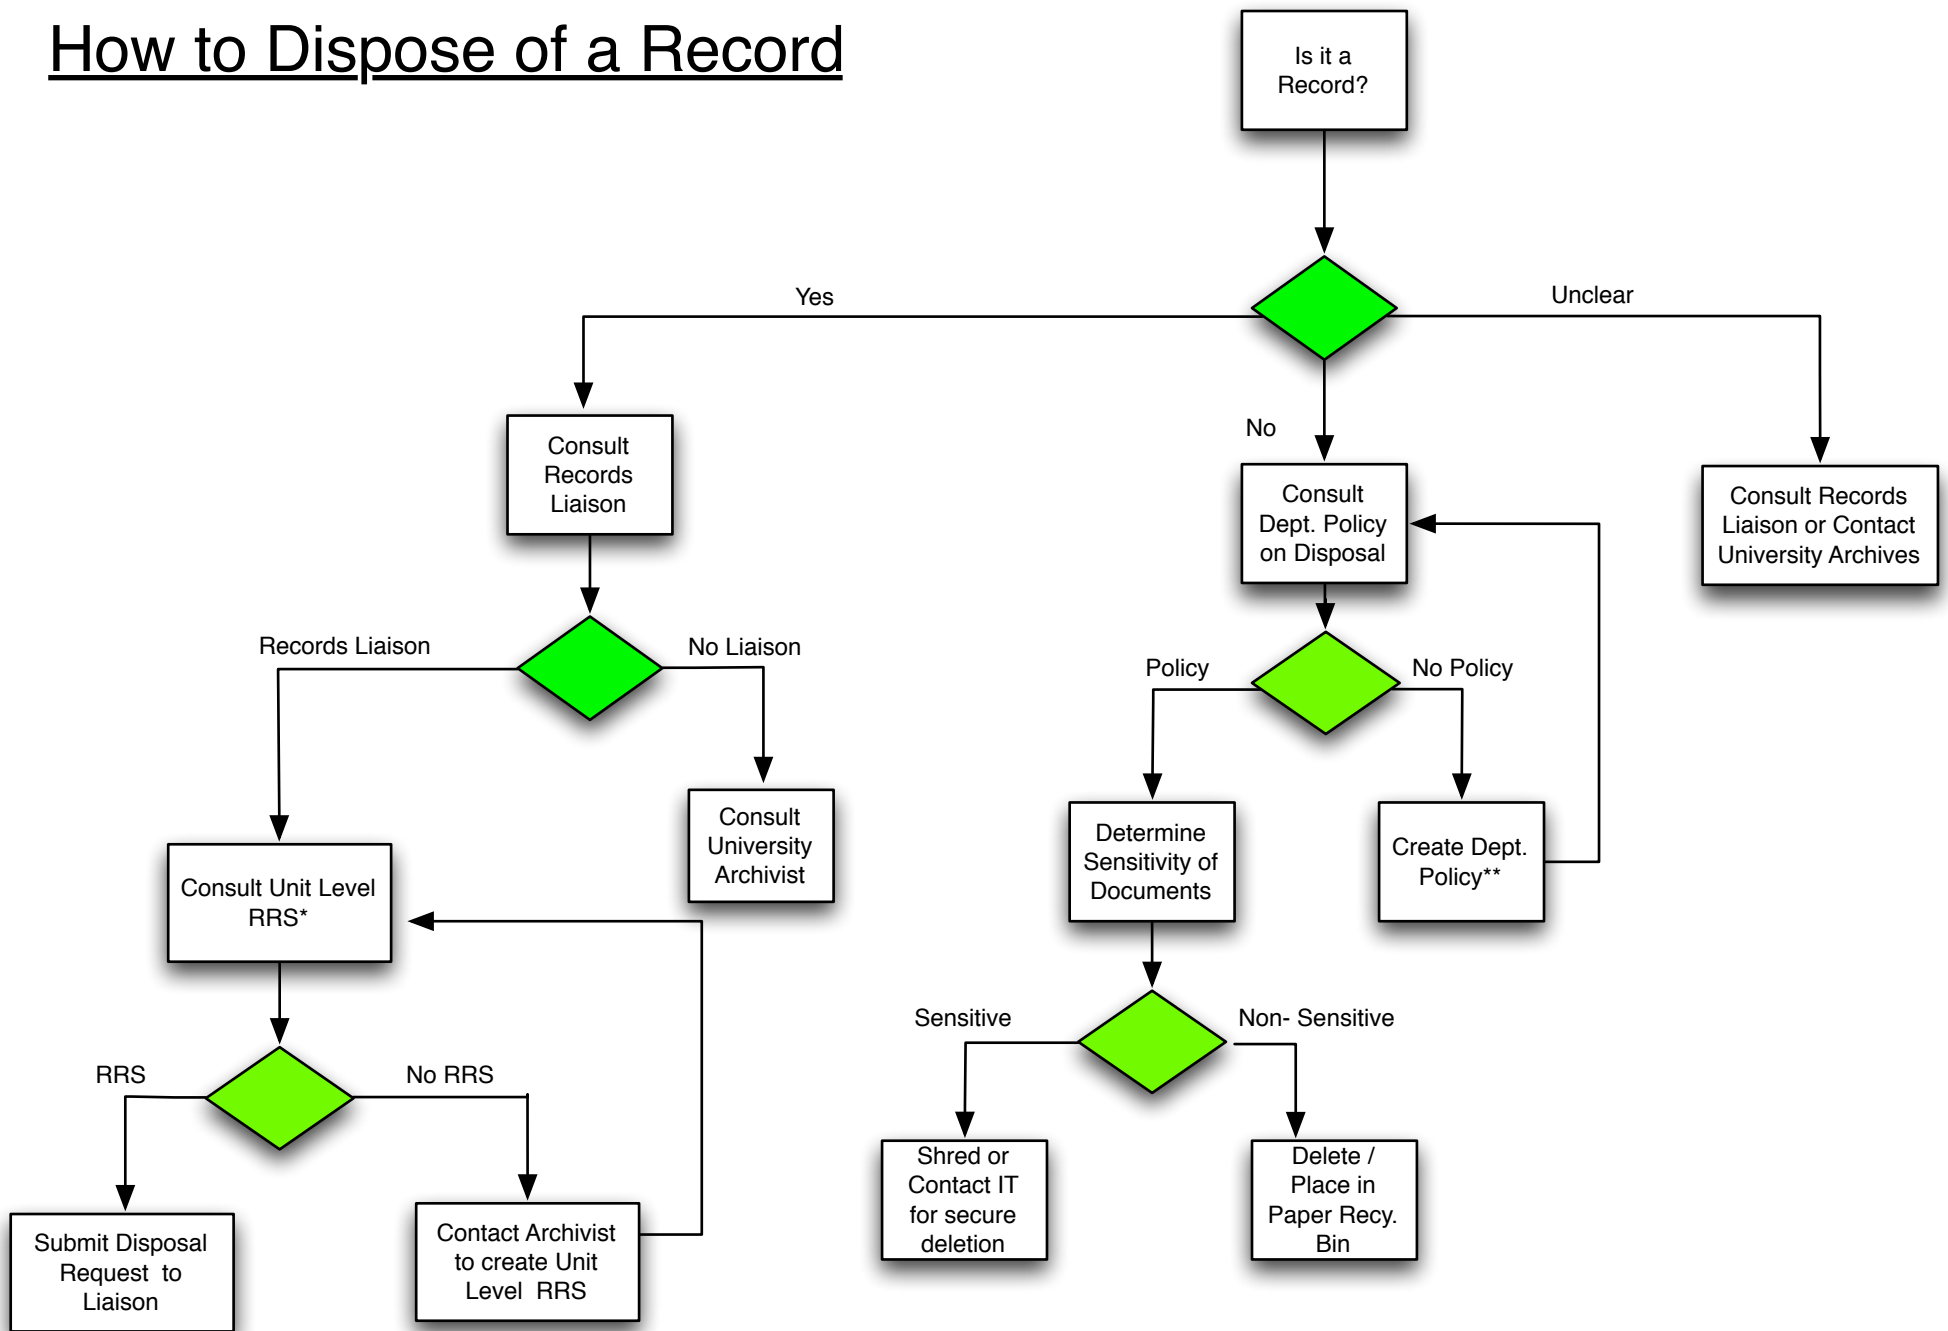 How to Dispose of a Record
Is it a
Record?
Yes
Unclear
No
Consult
Records
Liaison
Consult
Dept. Policy
on Disposal
Consult Records
Liaison or Contact
University Archives
Records Liaison
No Liaison
Policy
No Policy
Consult
University
Archivist
Determine
Sensitivity of
Documents
Create Dept.
Policy**
Consult Unit Level
RRS*
Sensitive
Non- Sensitive
RRS
No RRS
Shred or
Contact IT
for secure
deletion
Delete /
Place in
Paper Recy.
Bin
Submit Disposal
Request  to
Liaison
Contact Archivist
to create Unit
Level  RRS